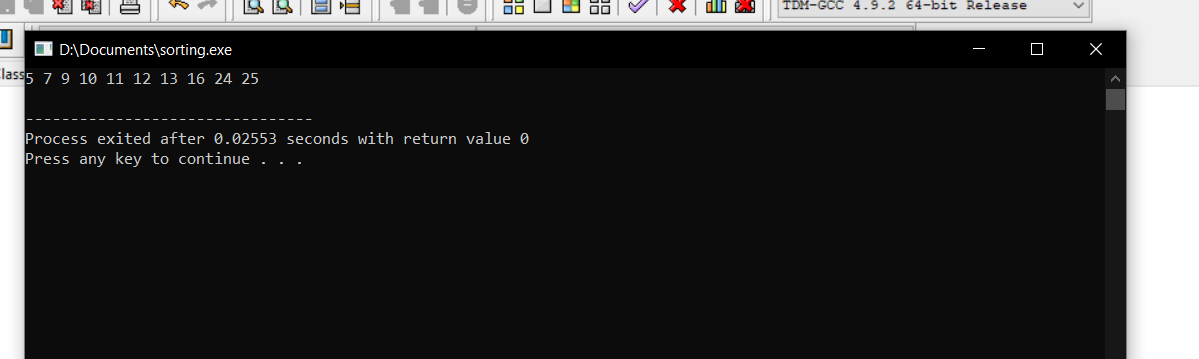 TDM-GCC 4.9.2 64-bit Release
D:\Documents\sorting.exe
Class
5 7 9 10 11 12 13 16 24 25
--------------------------------
Process exited after 0.02553 seconds with return value 0
Press any key to continue . . .